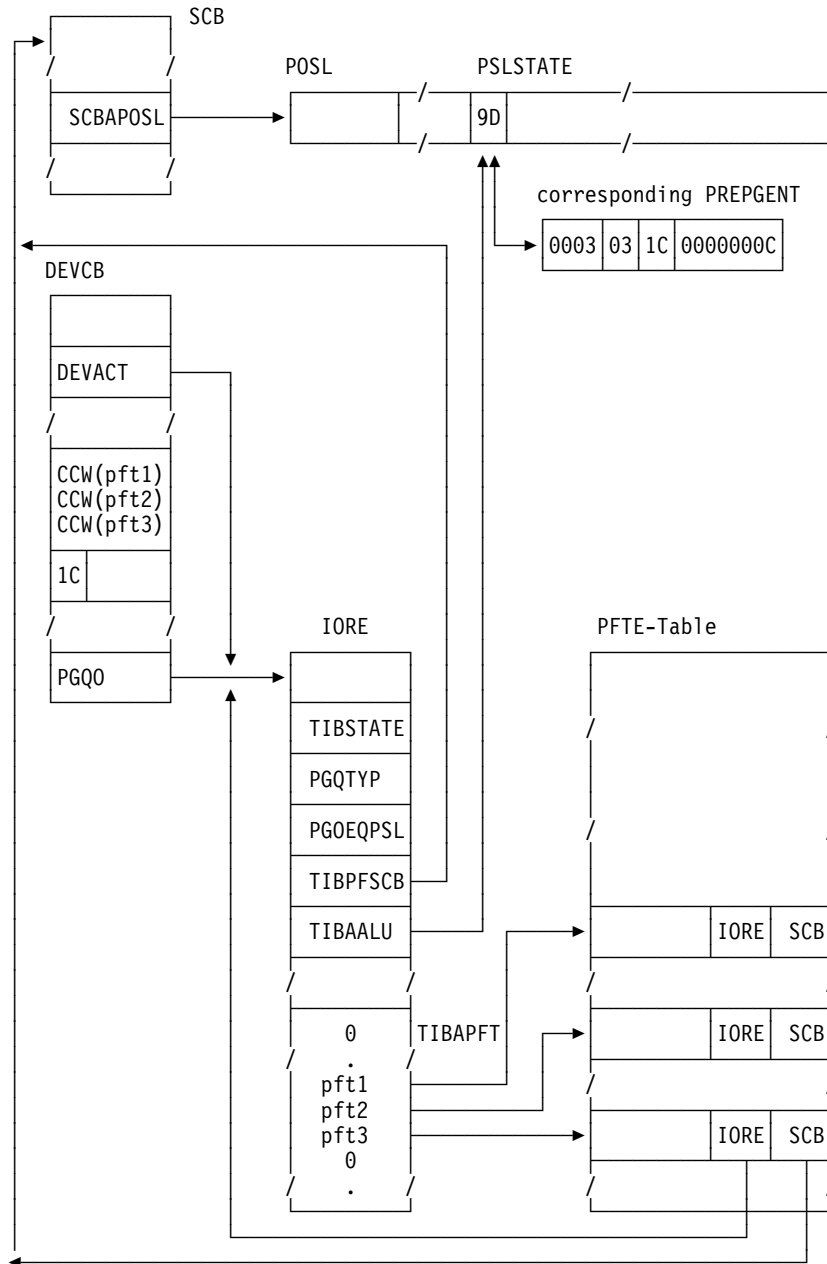 SCB
POSL PSLSTATE
SCBAPOSL
9D
corresponding PREPGENT
0003 03 1C 0000000C
DEVCB
DEVACT
CCW(pft1)
CCW(pft2)
CCW(pft3)
1C
IORE PFTE-Table
PGQO
TIBSTATE
PGQTYP
PGOEQPSL
TIBPFSCB
TIBAALU
IORE SCB
0 TIBAPFT
IORE SCB
.
pft1
pft2
pft3
IORE SCB
0
.